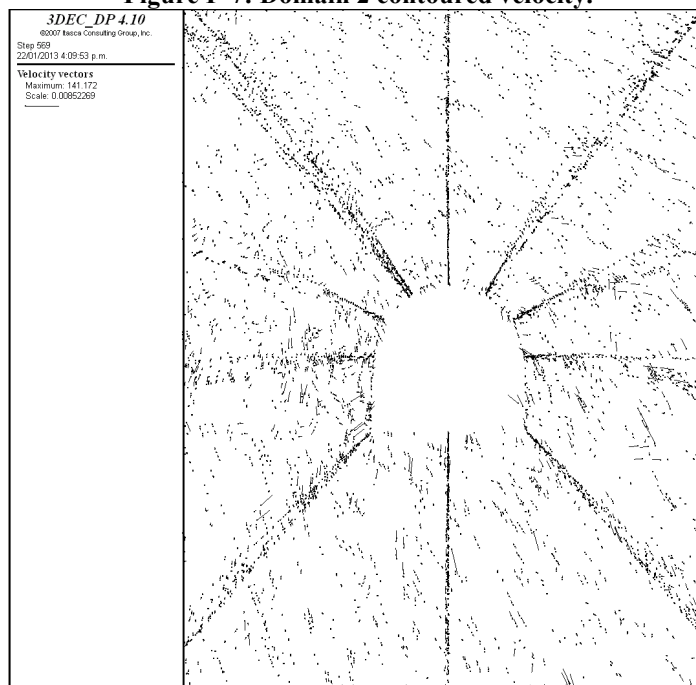 Figure F-7: Domain 2 contoured velocity.
3DEC_DP 4.10
©2007 Itasca Consulting Group, Inc.
Step 569
22/01/2013 4:09:53 p.m.
Velocity vectors
Maximum: 141.172
Scale: 0.00852269